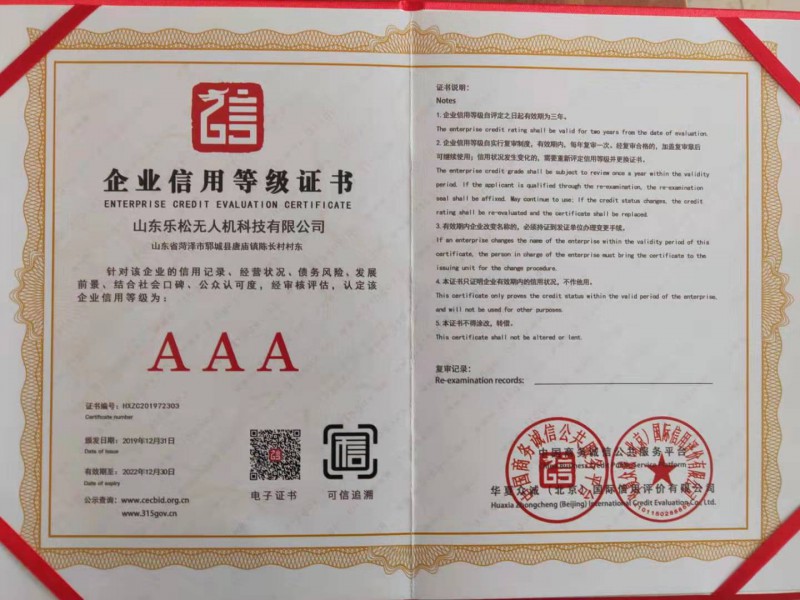 信
企业信用等级证书
ENTERPRISE CREDIT EVALUATION CERTIFICATE
山东乐松无人机科技有限公司
山东省菏泽市郓城县唐庙镇陈长村村东
针对该企业的信用记录、经营状况、债务风险、发展
前景、结合社会口碑、公众认可度，经审核评估，认定该
企业信用等级为：
AAA
证书编号：HXZC201972303
Certificate number
颁发日期：2019年12月31日
Date of issue
有效期至：2022年12月30日
Date of expiry
公示查询：www.cecbid.org.cn
www.315gov.cn
电子证书
信
可信追溯
证书说明：
Notes
1. 企业信用等级自评定之日起有效期为三年。
The enterprise credit rating shall be valid for two years from the date of evaluation.
2. 企业信用等级自实行复审制度，有效期内，每年复审一次、经复审合格的，加盖复审章后
可继续使用；信用状况发生变化的，需要重新评定信用等级并更换证书。
The enterprise credit grade shall be subject to review once a year within the validity
period. If the applicant is qualified through the re-examination, the re-examination
seal shall be affixed. May continue to use: If the credit status changes, the credit
rating shall be re-evaluated and the certificate shall be replaced.
3. 有效期内企业改变名称的，必须持证到发证单位办理变更手续。
If an enterprise changes the name of the enterprise within the validity period of this
certificate, the person in charge of the enterprise must bring the certificate to the
issuing unit for the change procedure.
4. 本证书只证明企业有效期内的信用状况，不作他用。
This certificate only proves the credit status within the valid period of the enterprise,
and will not be used for other purposes.
5. 本证书不得涂改，转借。
This certificate shall not be altered or lent.
复审记录：
Re-examination records:
中国商务诚信公共服务平台
华夏众诚（北京）国际信用评价有限公司
Huaxia Zhongcheng (Beijing) International Credit Evaluation Co., Ltd.